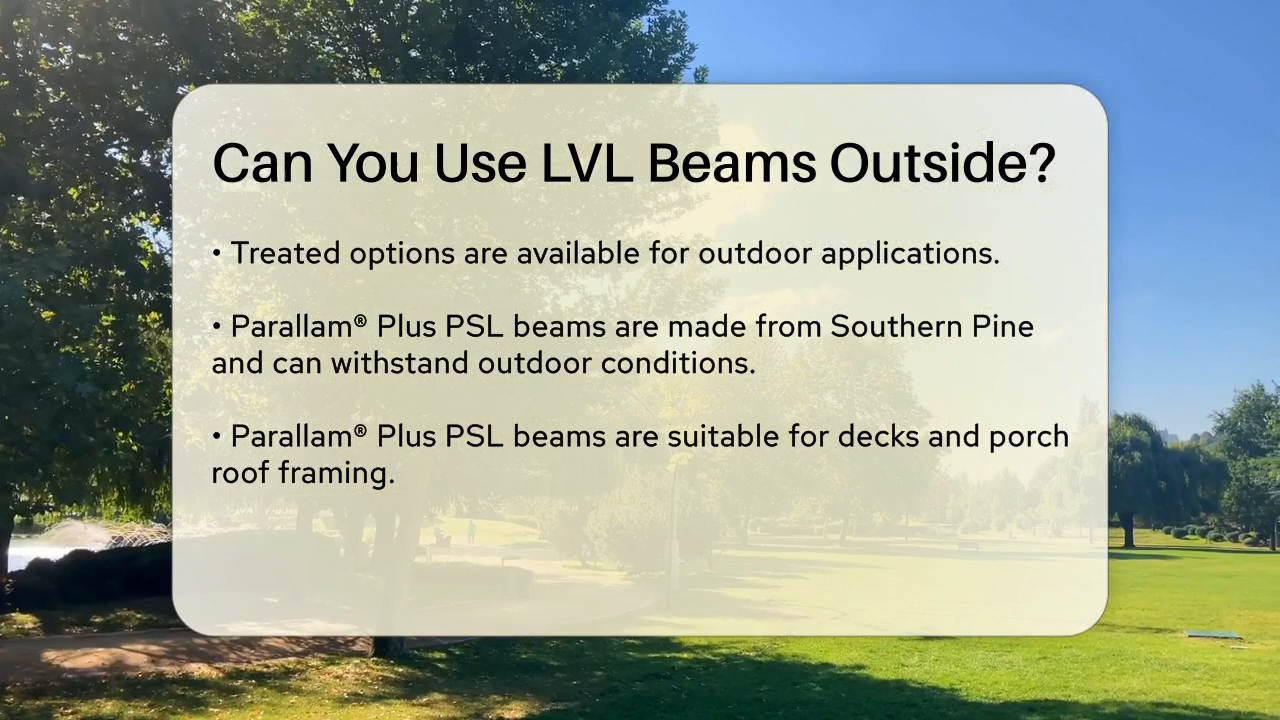 Can You Use LVL Beams Outside?
• Treated options are available for outdoor applications.
• Parallam® Plus PSL beams are made from Southern Pine
and can withstand outdoor conditions.
• Parallam® Plus PSL beams are suitable for decks and porch
roof framing.